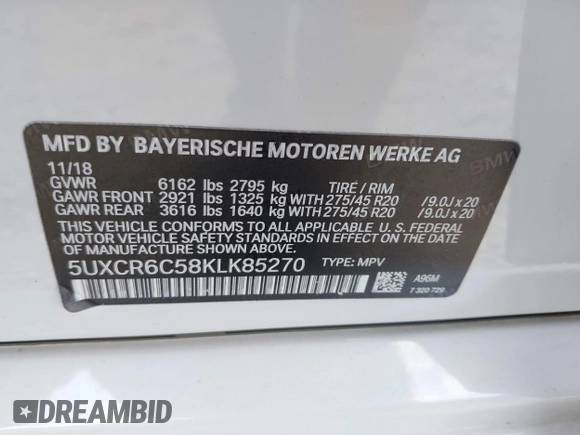 MFD BY BAYERISCHE MOTOREN WERKE AG
11/18
GVWR 6162 lbs 2795 kg TIRE / RIM
GAWR FRONT 2921 lbs 1325 kg WITH 275/45 R20 /9.0J x 20
GAWR REAR 3616 lbs 1640 kg WITH 275/45 R20 /9.0J x 20
THIS VEHICLE CONFORMS TO ALL APPLICABLE U. S. FEDERAL
MOTOR VEHICLE SAFETY STANDARDS IN EFFECT ON THE DATE OF
MANUFACTURE SHOWN ABOVE.
5UXCR6C58KLK85270 TYPE: MPV
A96M
7 320 729
BMW
DREAMBID